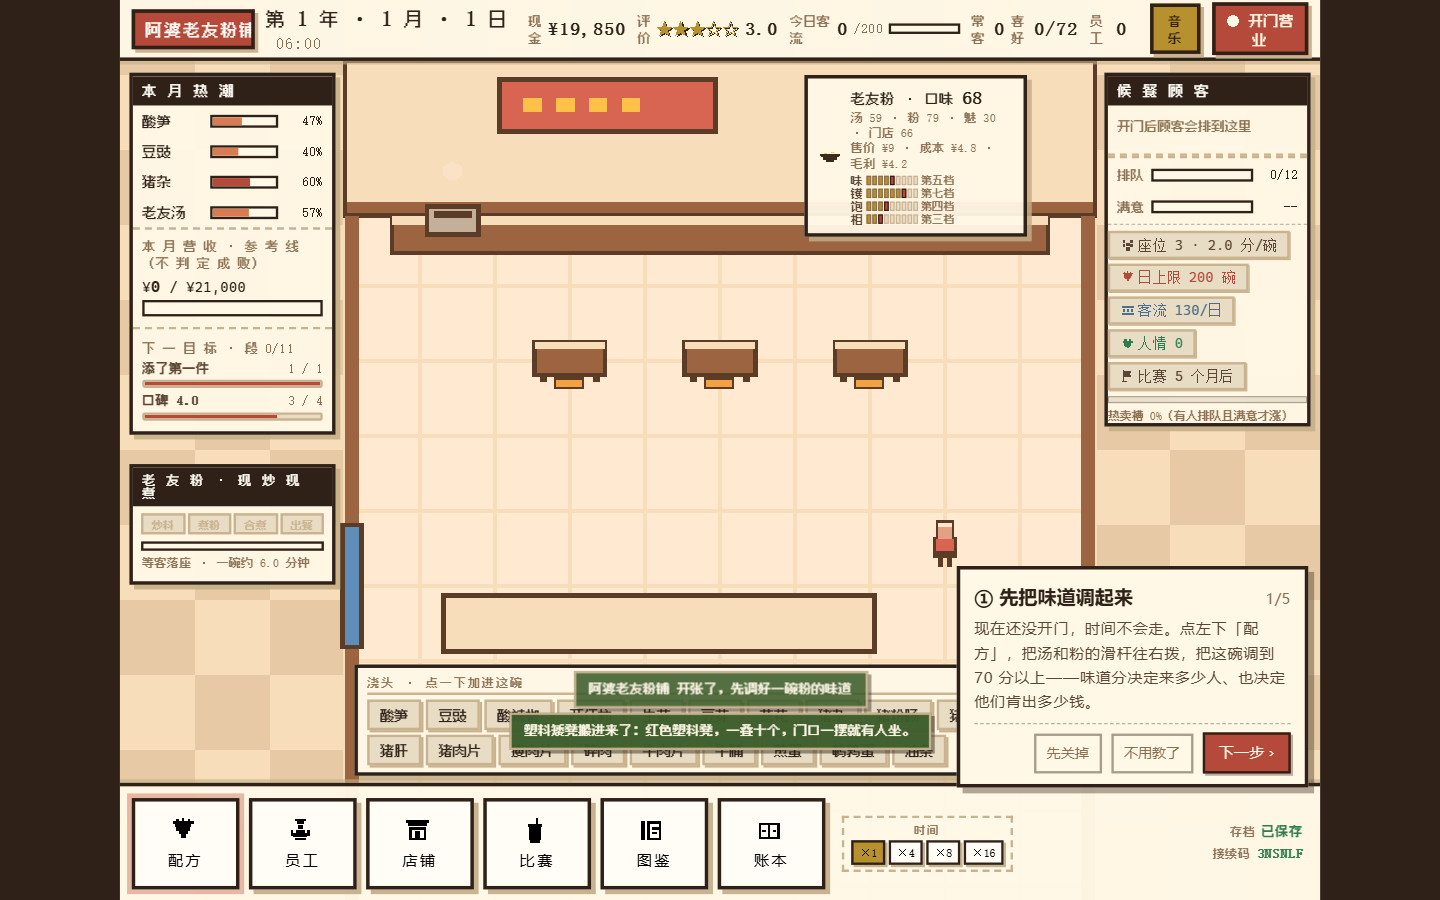 阿婆老友粉铺
第 1 年 · 1 月 · 1 日
06:00
现金 ¥19,850
评价 3.0
今日客流 0 /200
常客 0
喜好 0/72
员工 0
音乐
开门营业
本月热潮
酸笋 47%
豆豉 40%
猪杂 60%
老友汤 57%
本月营收 · 参考线
(不判定成败)
¥0 / ¥21,000
下一目标 · 段 0/11
添了第一件 1 / 1
口碑 4.0 3 / 4
老友粉 · 现炒现煮
炒料 煮粉 合煮 出餐
等客落座 · 一碗约 6.0 分钟
老友粉 · 口味 68
汤 59 · 粉 79 · 魅 30
· 门店 66
售价 ¥9 · 成本 ¥4.8 ·
毛利 ¥4.2
味 第五档
镬 第七档
饱 第四档
相 第三档
候餐顾客
开门后顾客会排到这里
排队 0/12
满意 --
座位 3 · 2.0 分/碗
日上限 200 碗
客流 130/日
人情 0
比赛 5 个月后
热卖槽 0% (有人排队且满意才涨)
① 先把味道调起来 1/5
现在还没开门，时间不会走。点左下「配
方」，把汤和粉的滑杆往右拨，把这碗调到
70 分以上——味道分决定来多少人、也决定
他们肯出多少钱。
先关掉 不用教了 下一步 ›
浇头 · 点一下加进这碗
阿婆老友粉铺 开张了，先调好一碗粉的味道
酸笋 豆豉
塑料矮凳搬进来了：红色塑料凳，一叠十个，门口一摆就有人坐。
猪肝 猪肉片
配方 员工 店铺 比赛 图鉴 账本
时间
×1 ×4 ×8 ×16
存档 已保存
接续码 3NSNLF